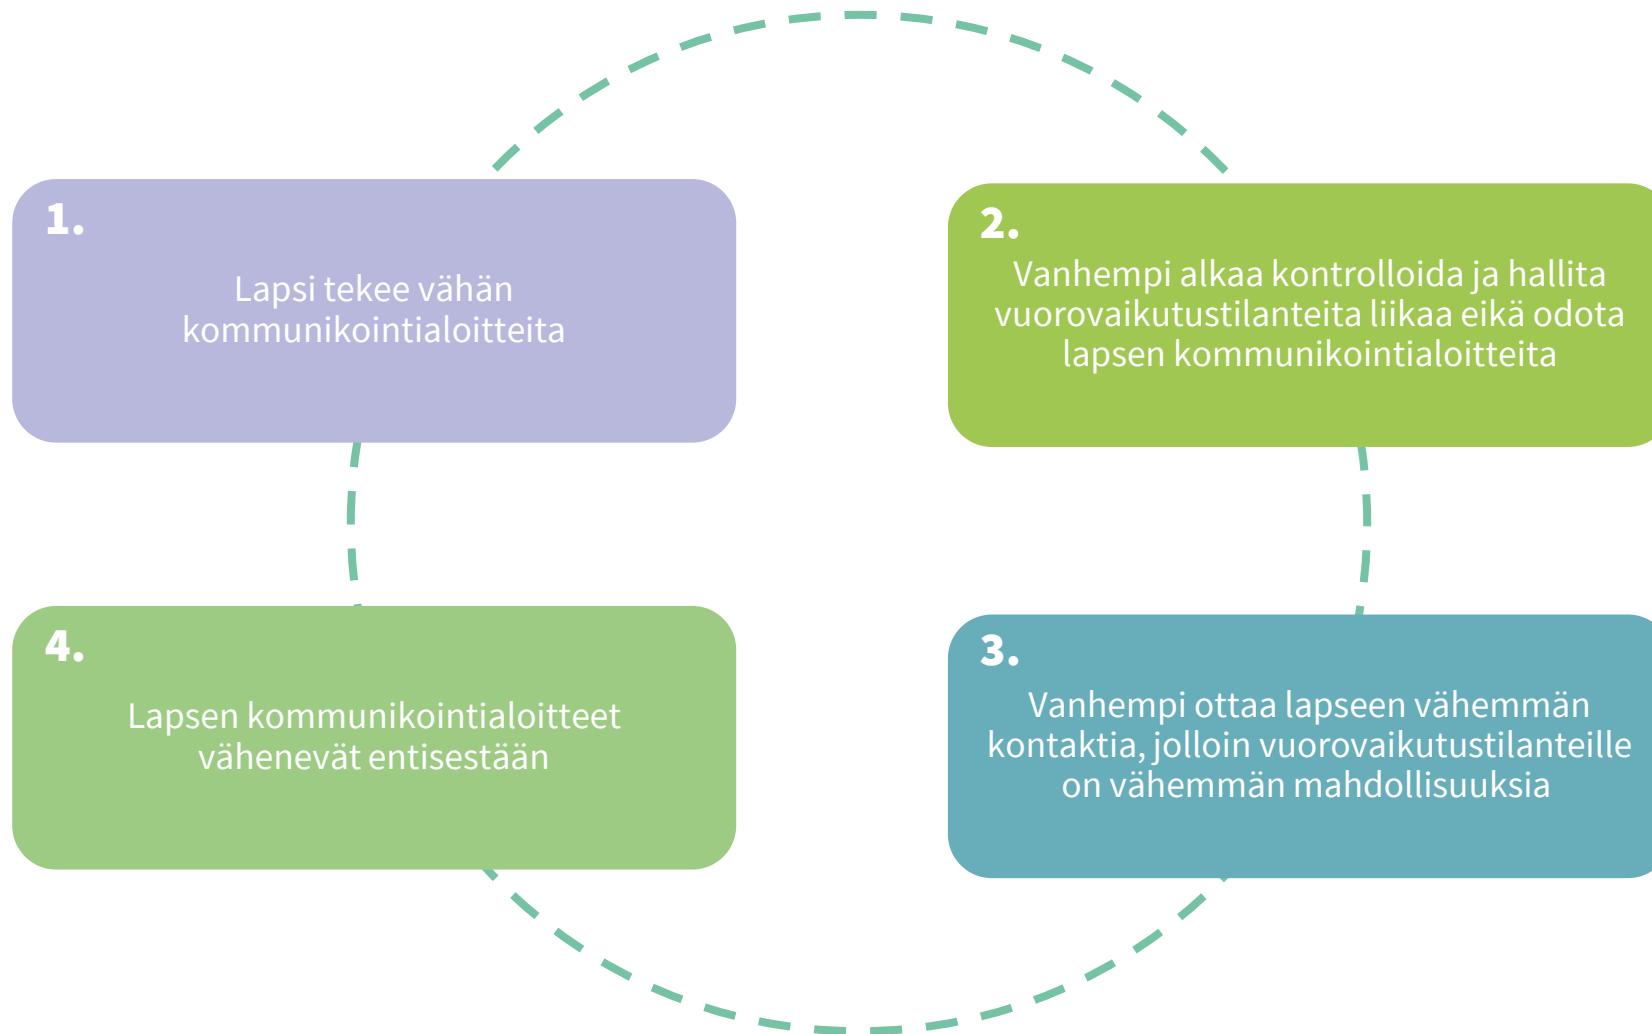 1.
Lapsi tekee vähän
kommunikointialoitteita
2.
Vanhempi alkaa kontrolloida ja hallita
vuorovaikutustilanteita liikaa eikä odota
lapsen kommunikointialoitteita
3.
Vanhempi ottaa lapseen vähemmän
kontaktia, jolloin vuorovaikutustilanteille
on vähemmän mahdollisuuksia
4.
Lapsen kommunikointialoitteet
vähenevät entisestään